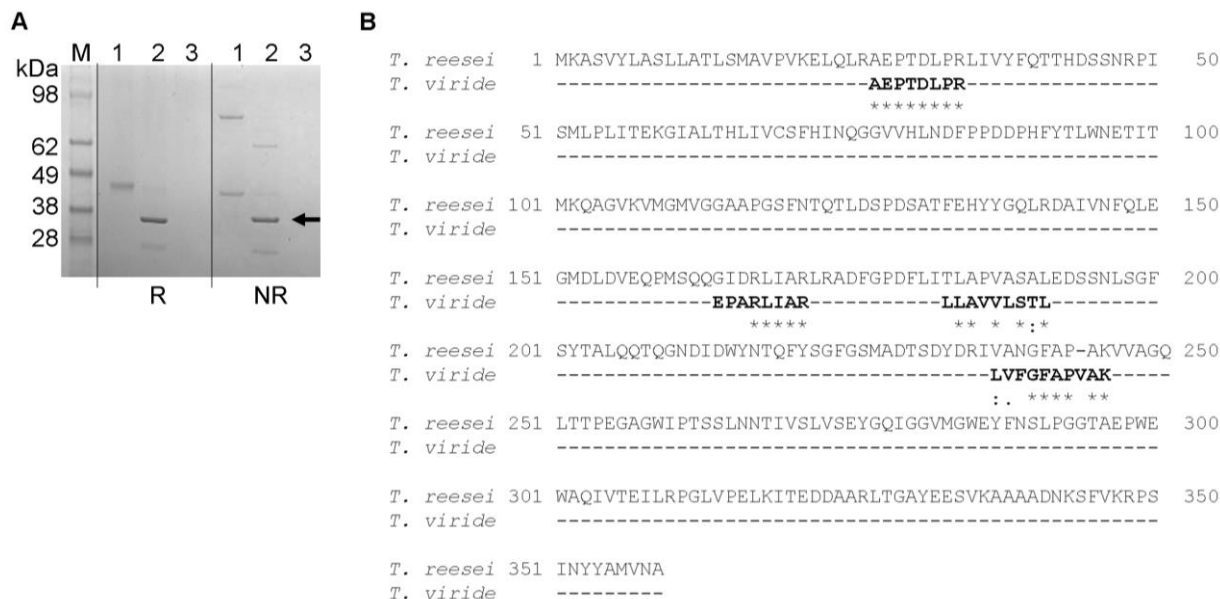 A
M 1 2 3 1 2 3
kDa
98
62
49
38
28
R NR
B
T. reesei 1 MKASVYLASLLATLSMAVPVKELQLRAEPTDLPRLIVYFQTTHDSSNRPI 50
T. viride --------------------------AEPTDLPR----------------
********
T. reesei 51 SMLPLITEKGIALTHLIVCSFHINQGGVVHLNDFPPDDPHFYTLWNETIT 100
T. viride --------------------------------------------------
T. reesei 101 MKQAGVKVMGMVGGAAPGSFNTQTLDSPDSATFEHYYGQLRDAIVNFQLE 150
T. viride --------------------------------------------------
T. reesei 151 GMDLDVEQPMSQQGIDRLIARLRADFGPDFLITLAPVASALEDSSNLSGF 200
T. viride -------------EPARLIAR-----------LLAVVLSTL---------
***** ** * *:*
T. reesei 201 SYTALQQTQGNDIDWYNTQFYSGFGSMADTSDYDRIVANGFAP-AKVVAGQ 250
T. viride ------------------------------------LVFGFAPVAK-----
:. **** **
T. reesei 251 LTTPEGAGWIPTSSLNNTIVSLVSEYGQIGGVMGWEYFNSLPGGTAEPWE 300
T. viride --------------------------------------------------
T. reesei 301 WAQIVTEILRPGLVPELKITEDDAARLTGAYEESVKAAAADNKSFVKRPS 350
T. viride --------------------------------------------------
T. reesei 351 INYYAMVNA
T. viride ---------